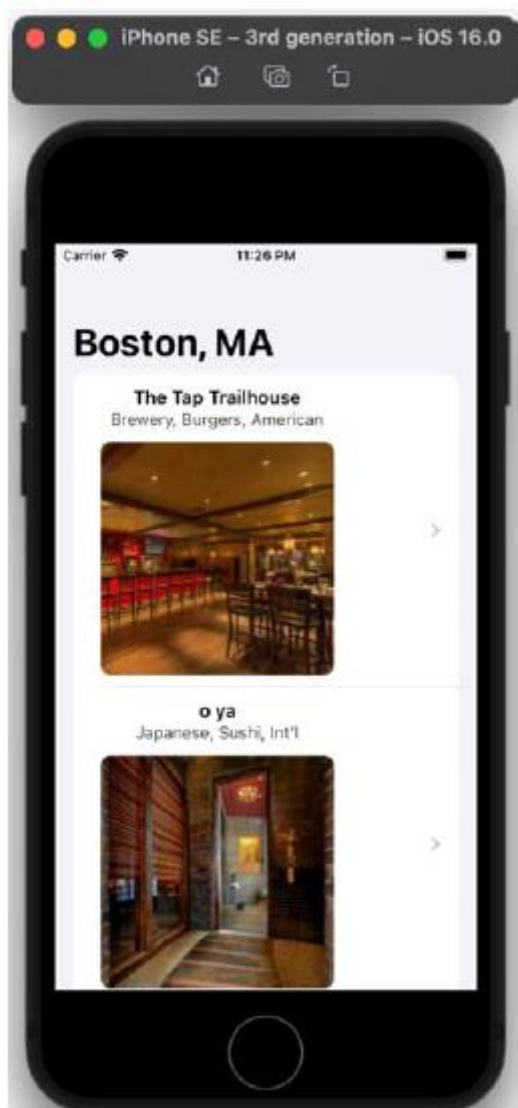 iPhone SE – 3rd generation – iOS 16.0
Carrier 11:26 PM
Boston, MA
The Tap Trailhouse
Brewery, Burgers, American
o ya
Japanese, Sushi, Int'l